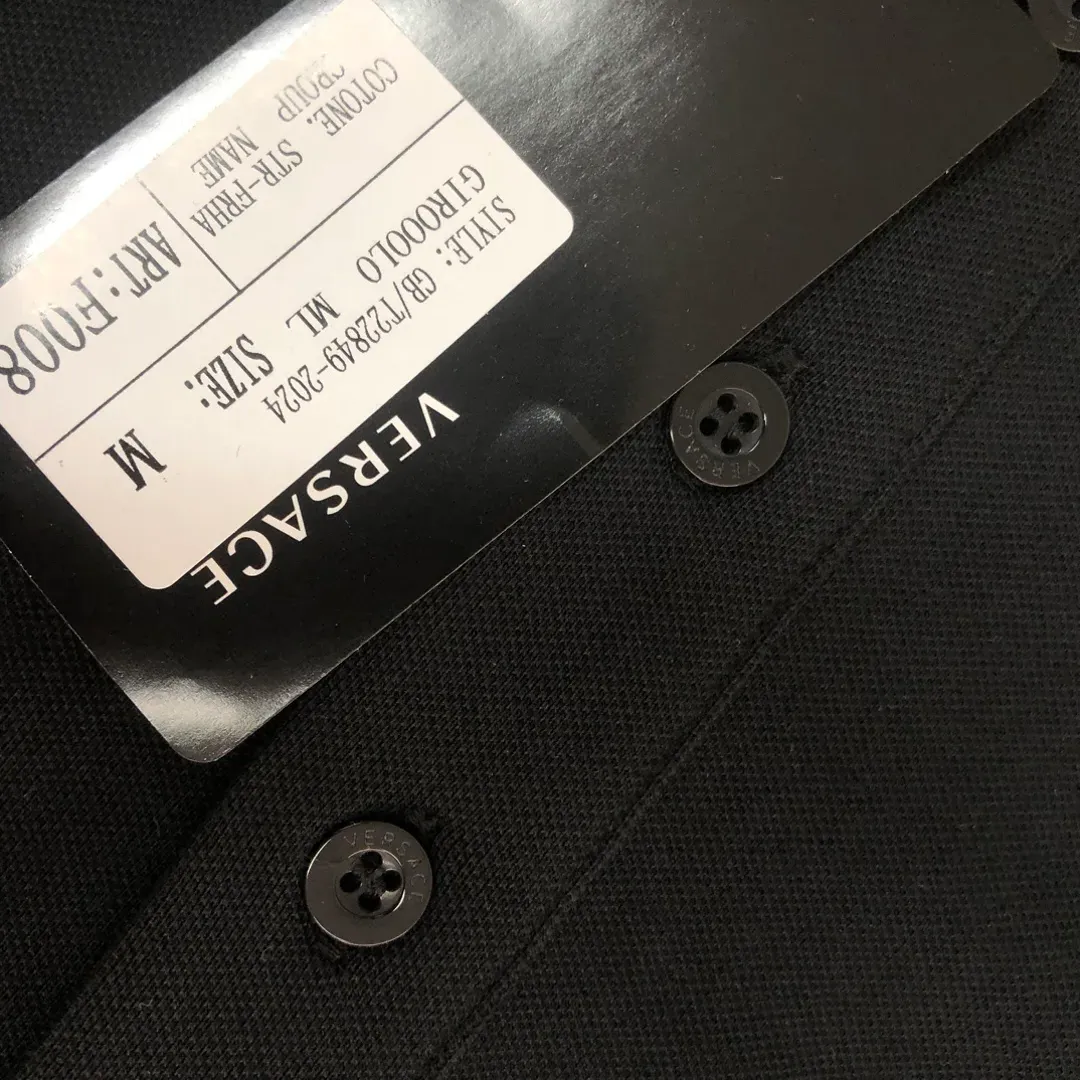 VERSACE
STYLE: GB/T22849-2024
GIR000L0 ML SIZE: M
COTONE. STR-FRHA
GROUP NAME
ART:F008
VERSACE
VERSACE